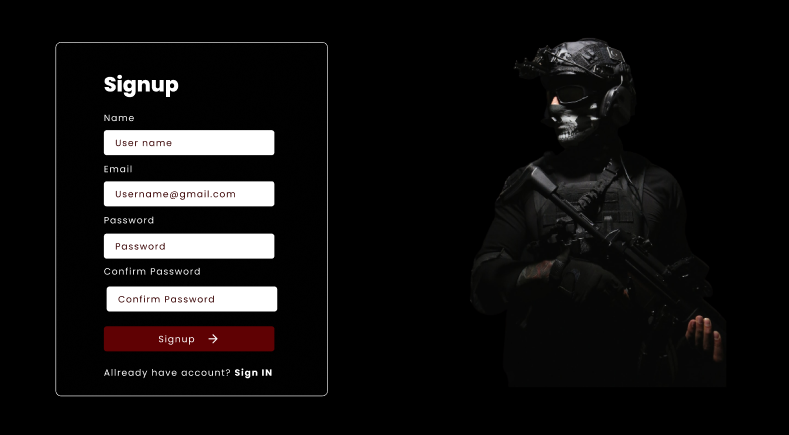 Signup
Name
User name
Email
Username@gmail.com
Password
Password
Confirm Password
Confirm Password
Signup
Allready have account? Sign IN